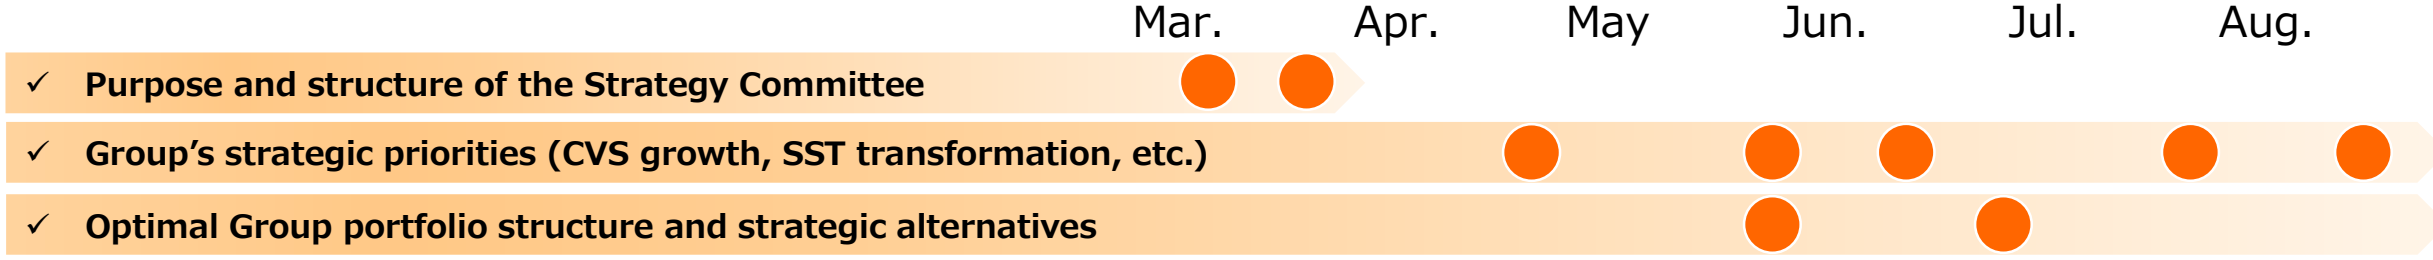 Mar. Apr. May Jun. Jul. Aug.
✓ Purpose and structure of the Strategy Committee
✓ Group’s strategic priorities (CVS growth, SST transformation, etc.)
✓ Optimal Group portfolio structure and strategic alternatives